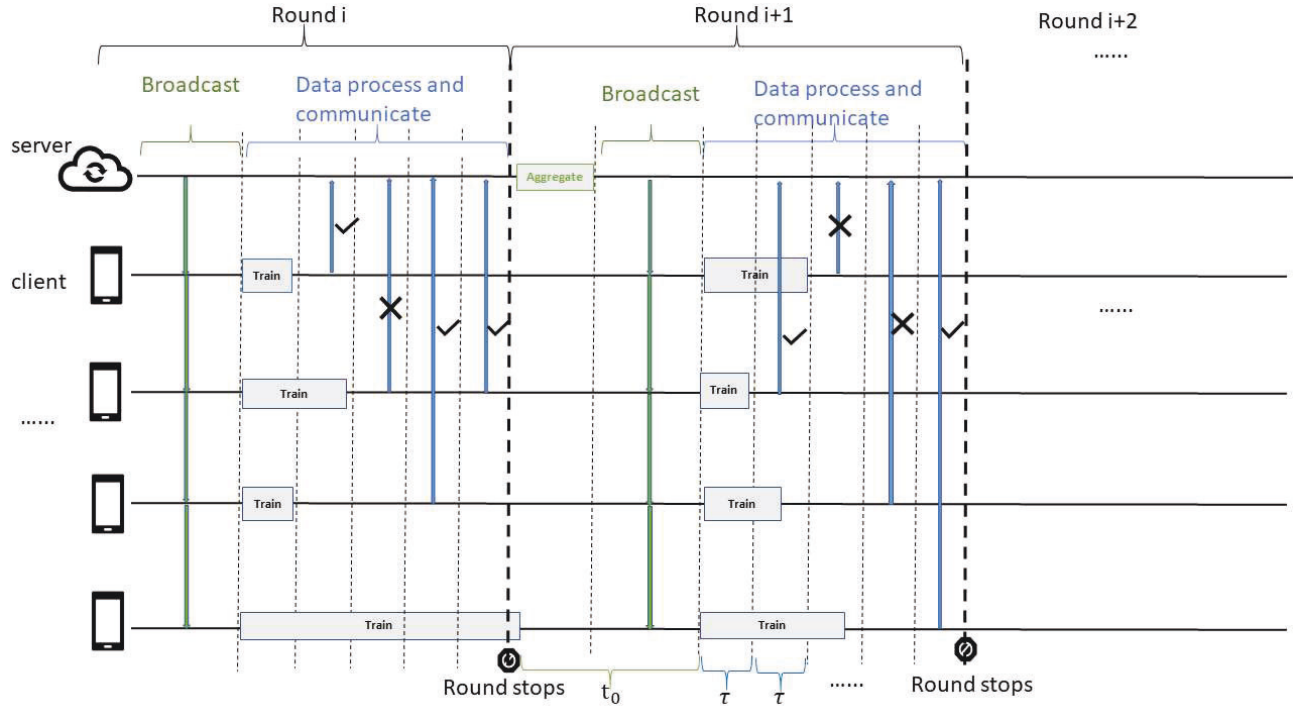 Round i
Round i+1
Round i+2
......
Broadcast
Data process and
communicate
Broadcast
Data process and
communicate
server
Aggregate
client
Train
Train
......
Train
Train
......
Train
Train
Train
Train
Round stops
t₀
τ
τ
......
Round stops